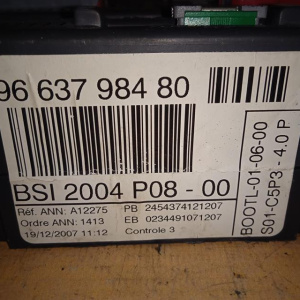 96 637 984 80
BSI 2004 P08 - 00
Réf. ANN: A12275
PB 2454374121207
Ordre ANN: 1413
EB 0234491071207
19/12/2007 11:12
Controle 3
BOOTL-01-06-00
S01-C5P3 - 4.0 P